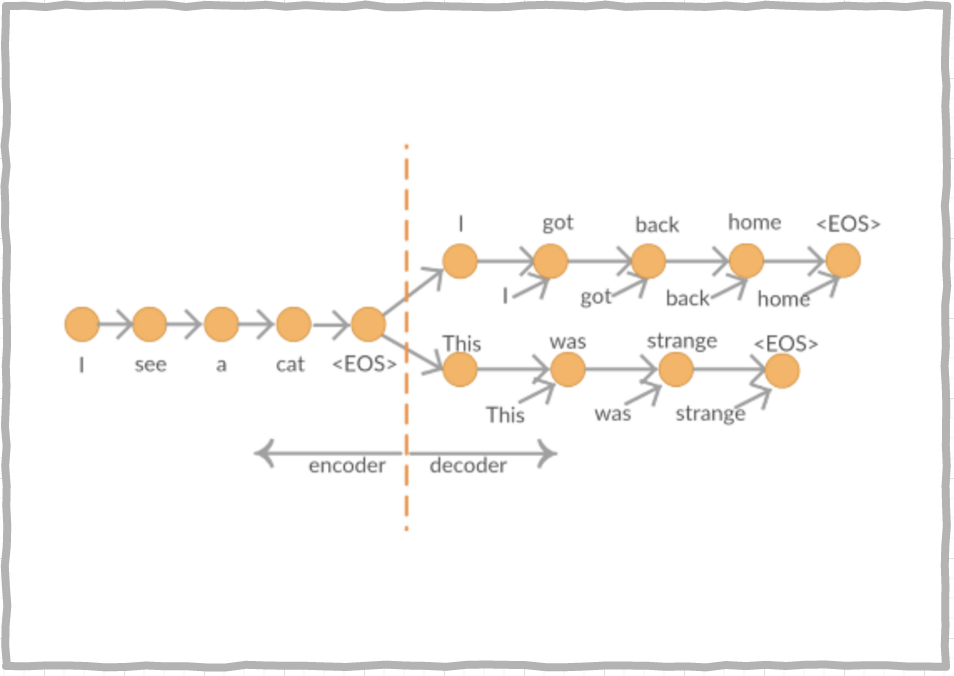 I got back home <EOS>
I got back home
I see a cat <EOS>
This was strange <EOS>
This was strange
encoder decoder